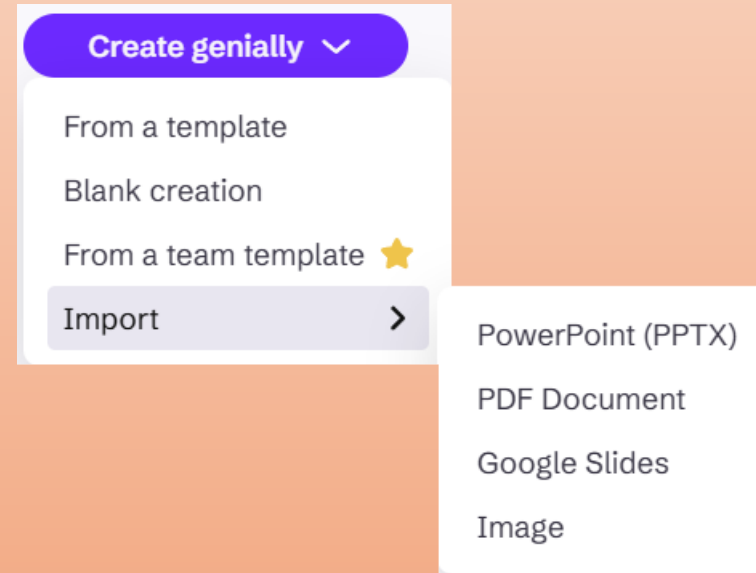 Create genially
From a template
Blank creation
From a team template
Import
PowerPoint (PPTX)
PDF Document
Google Slides
Image